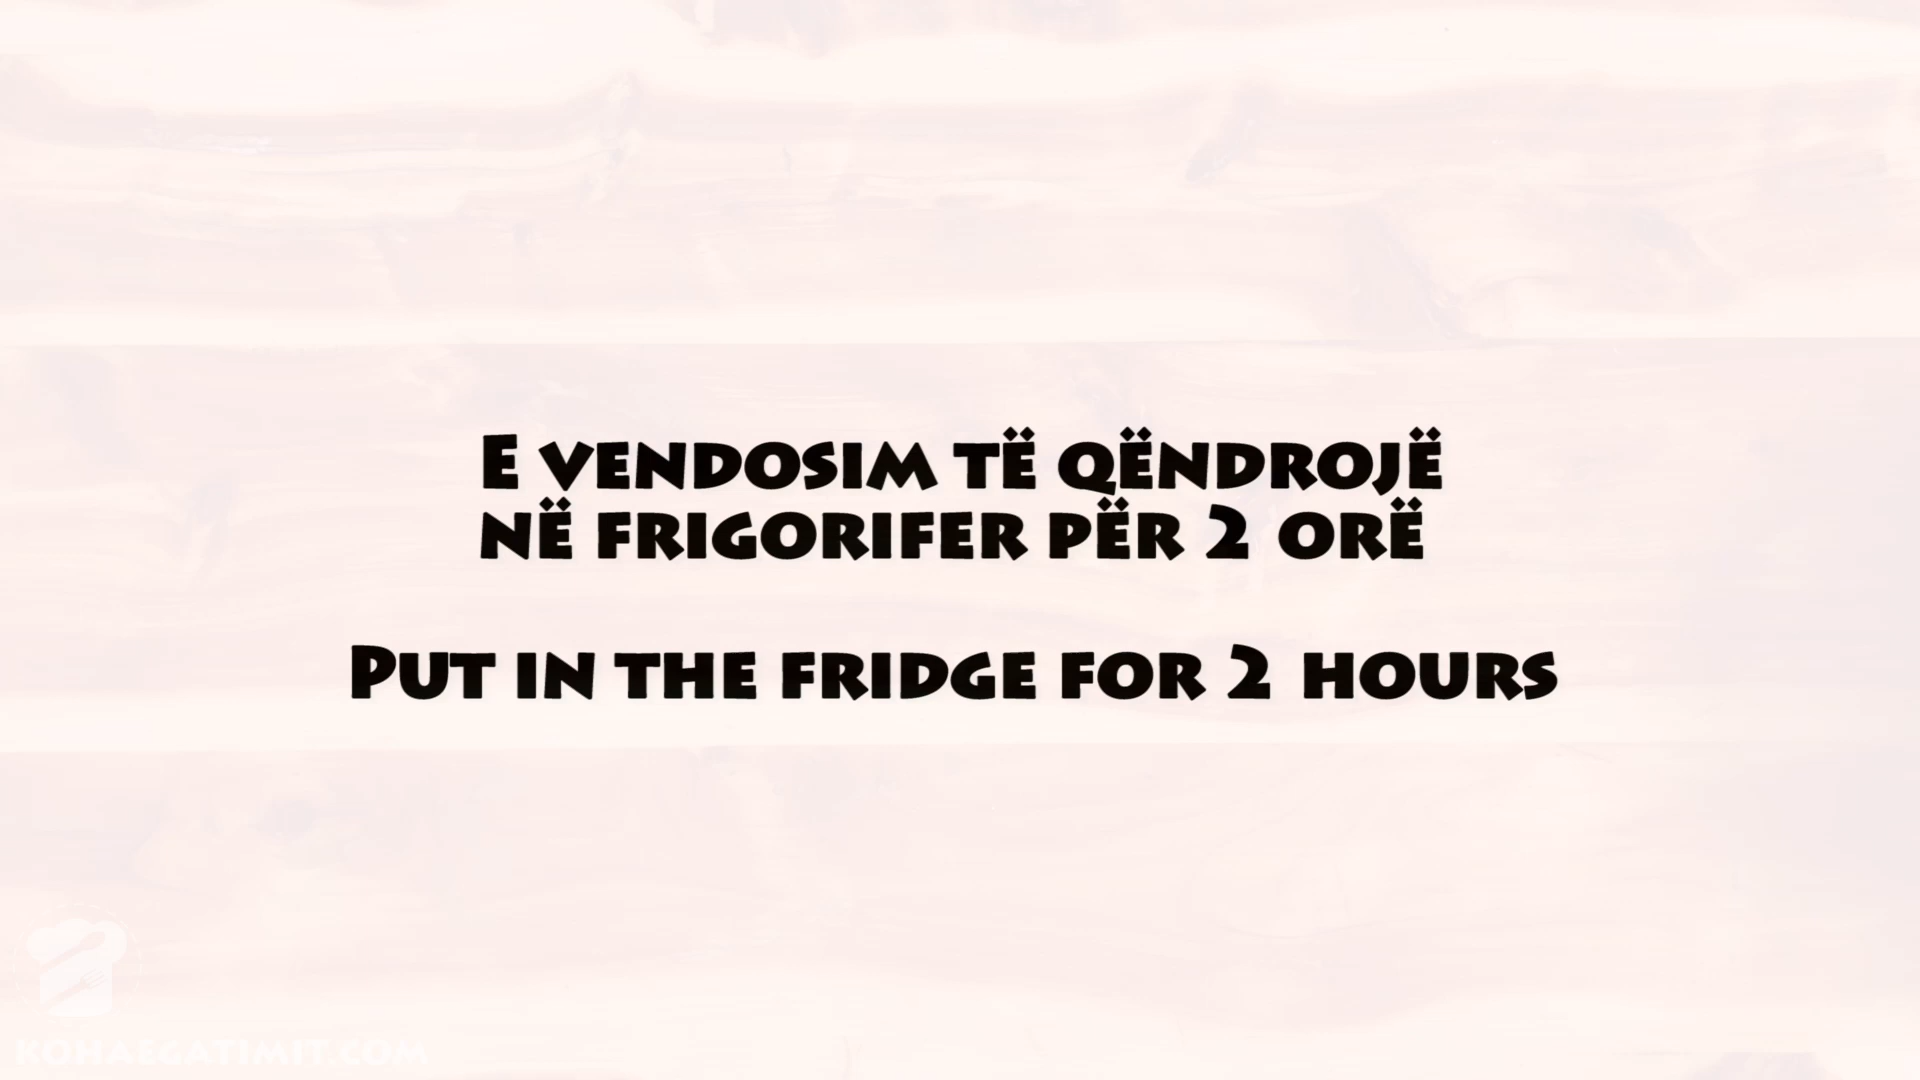 E vendosim të qëndrojë
në frigorifer për 2 orë
Put in the fridge for 2 hours
KOHAEGATIMIT.COM